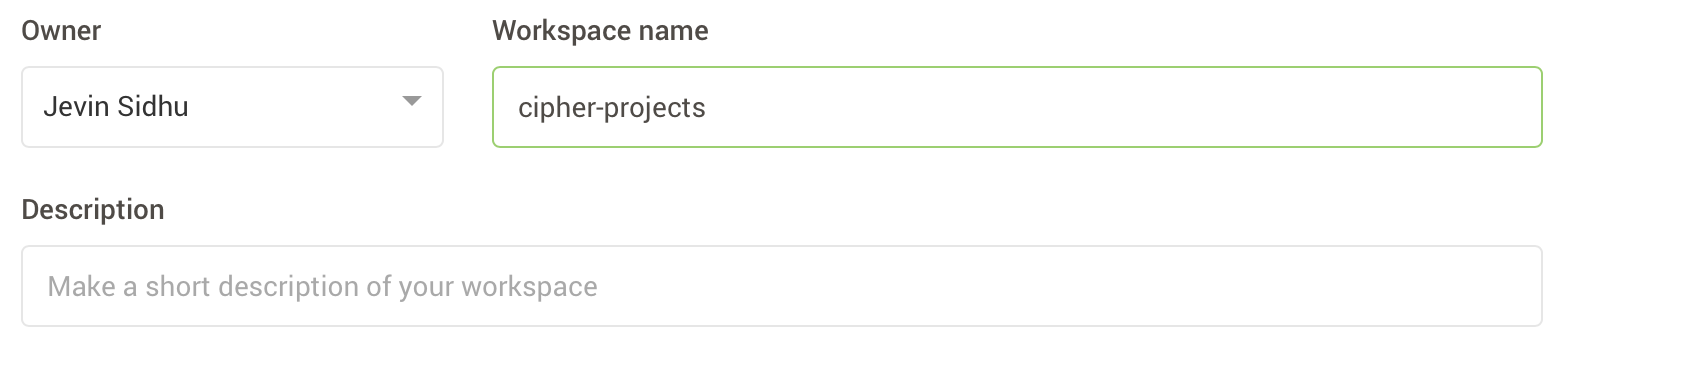 Owner
Workspace name
Jevin Sidhu
cipher-projects
Description
Make a short description of your workspace